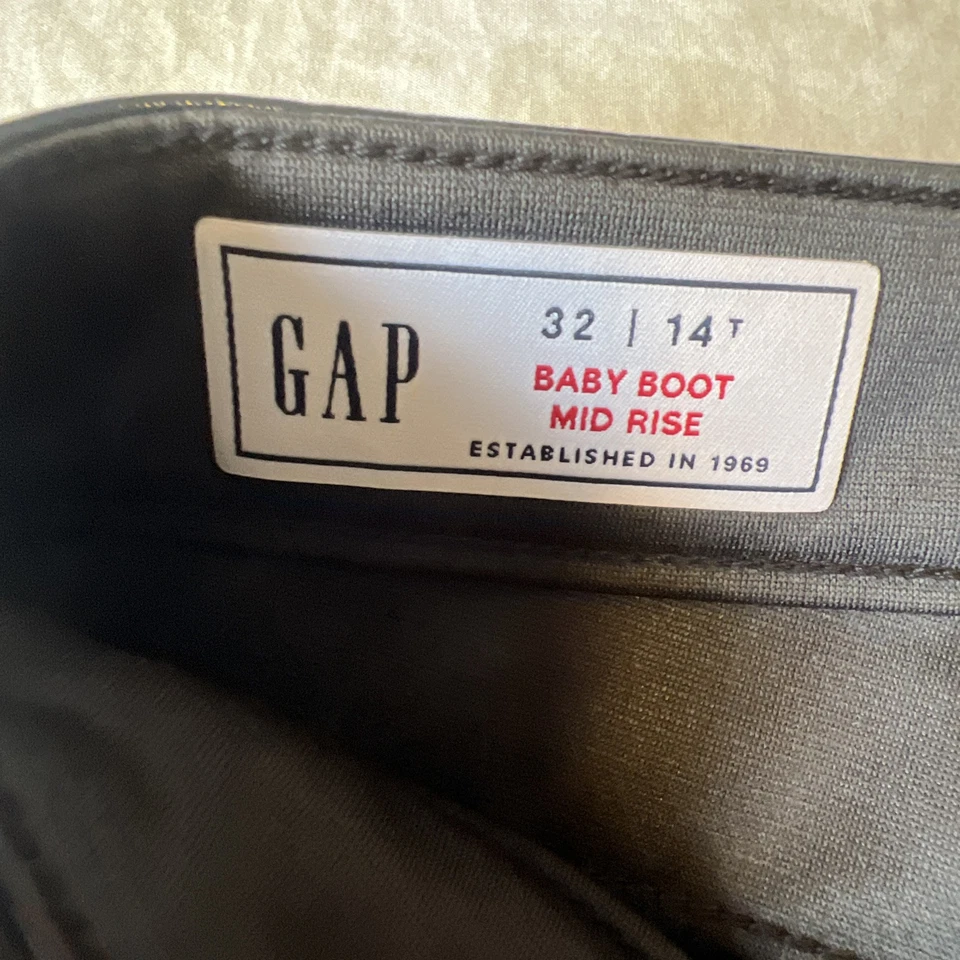 GAP
32 | 14 T
BABY BOOT
MID RISE
ESTABLISHED IN 1969